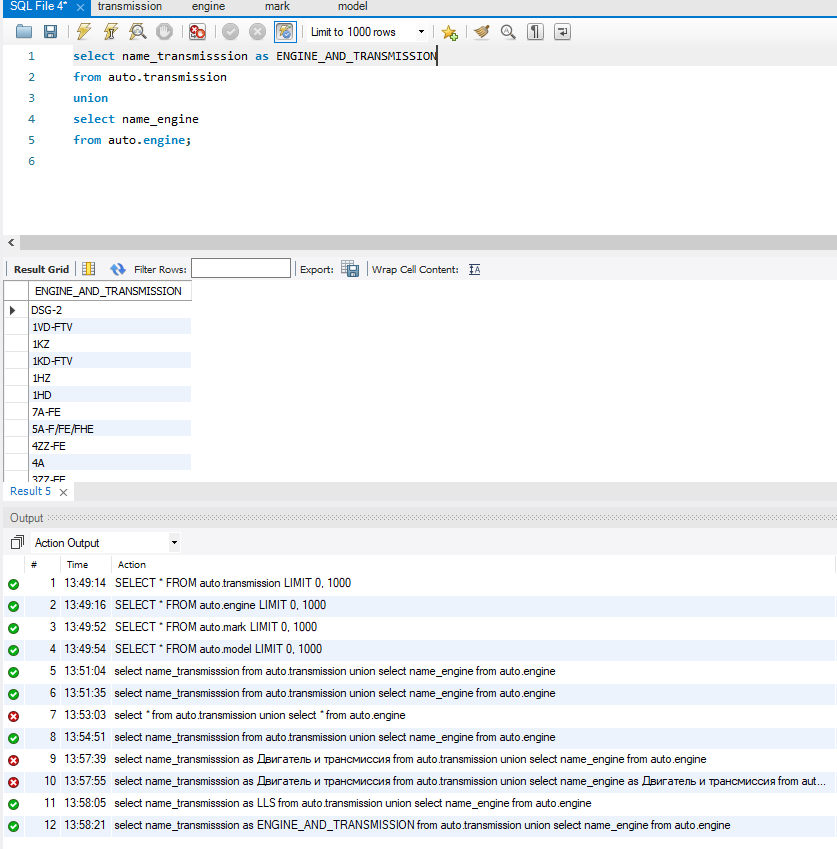 SQL File 4*
transmission
engine
mark
model
Limit to 1000 rows
1 select name_transmisssion as ENGINE_AND_TRANSMISSION
2 from auto.transmission
3 union
4 select name_engine
5 from auto.engine;
6
Result Grid
Filter Rows:
Export:
Wrap Cell Content:
ENGINE_AND_TRANSMISSION
DSG-2
1VD-FTV
1KZ
1KD-FTV
1HZ
1HD
7A-FE
5A-F/FE/FHE
4ZZ-FE
4A
3ZZ-FE
Result 5
Output
Action Output
# Time Action
1 13:49:14 SELECT * FROM auto.transmission LIMIT 0, 1000
2 13:49:16 SELECT * FROM auto.engine LIMIT 0, 1000
3 13:49:52 SELECT * FROM auto.mark LIMIT 0, 1000
4 13:49:54 SELECT * FROM auto.model LIMIT 0, 1000
5 13:51:04 select name_transmisssion from auto.transmission union select name_engine from auto.engine
6 13:51:35 select name_transmisssion from auto.transmission union select name_engine from auto.engine
7 13:53:03 select * from auto.transmission union select * from auto.engine
8 13:54:51 select name_transmisssion from auto.transmission union select name_engine from auto.engine
9 13:57:39 select name_transmisssion as Двигатель и трансмиссия from auto.transmission union select name_engine from auto.engine
10 13:57:55 select name_transmisssion as Двигатель и трансмиссия from auto.transmission union select name_engine as Двигатель и трансмиссия from aut...
11 13:58:05 select name_transmisssion as LLS from auto.transmission union select name_engine from auto.engine
12 13:58:21 select name_transmisssion as ENGINE_AND_TRANSMISSION from auto.transmission union select name_engine from auto.engine